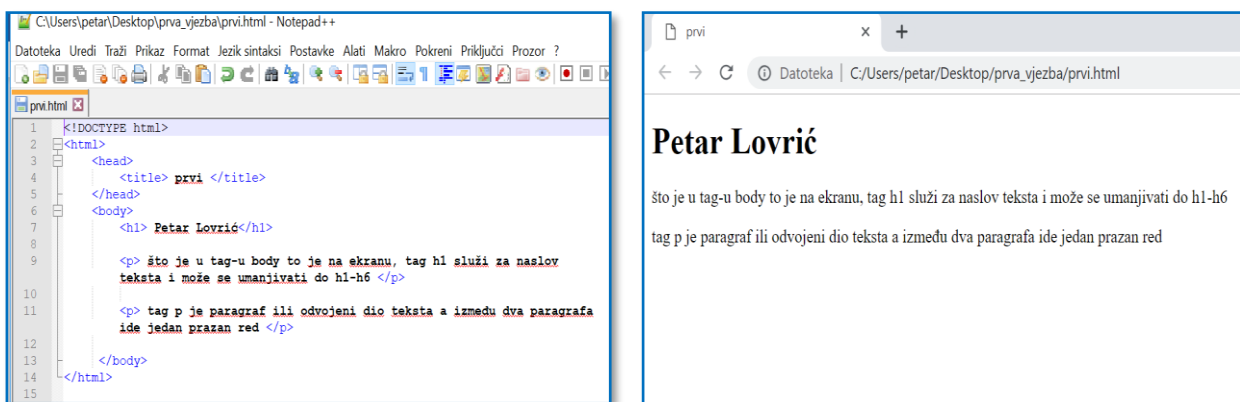 C:\Users\petar\Desktop\prva_vjezba\prvi.html - Notepad++
Datoteka Uredi Traži Prikaz Format Jezik sintaksi Postavke Alati Makro Pokreni Priključci Prozor ?
prvi.html
1 <!DOCTYPE html>
2 <html>
3 <head>
4 <title> prvi </title>
5 </head>
6 <body>
7 <h1> Petar Lovrić</h1>
8
9 <p> što je u tag-u body to je na ekranu, tag h1 služi za naslov
teksta i može se umanjivati do h1-h6 </p>
10
11 <p> tag p je paragraf ili odvojeni dio teksta a između dva paragrafa
ide jedan prazan red </p>
12
13 </body>
14 </html>
15
prvi
Datoteka | C:/Users/petar/Desktop/prva_vjezba/prvi.html
Petar Lovrić
što je u tag-u body to je na ekranu, tag h1 služi za naslov teksta i može se umanjivati do h1-h6
tag p je paragraf ili odvojeni dio teksta a između dva paragrafa ide jedan prazan red